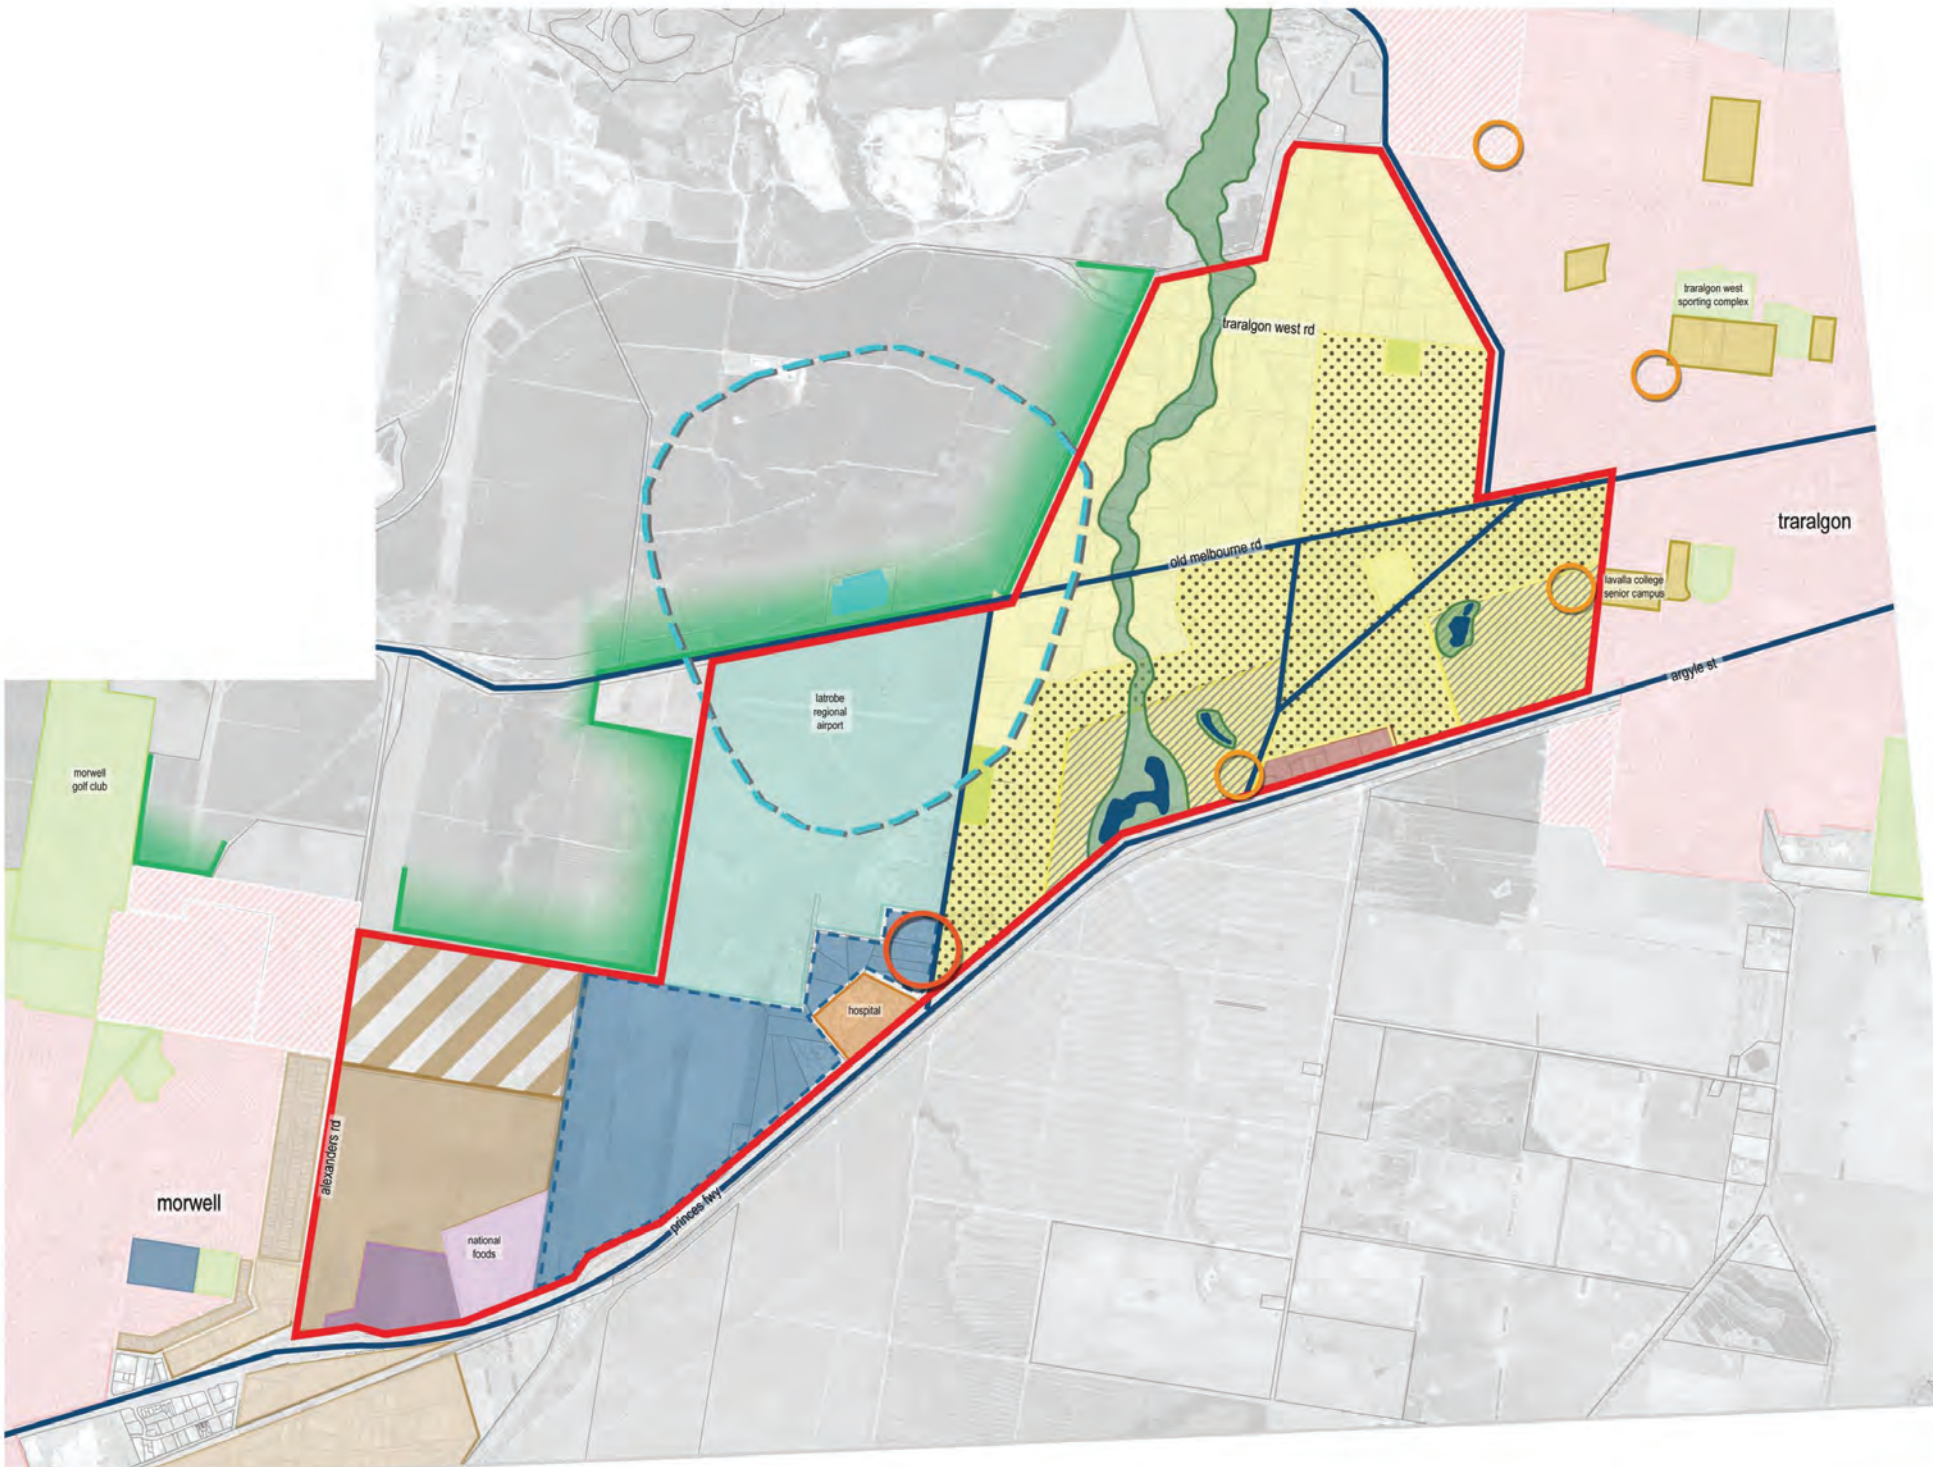 traralgon west
sporting complex
traralgon west rd
traralgon
old melbourne rd
lavalla college
senior campus
argyle st
latrobe
regional
airport
morwell
golf club
hospital
alexanders rd
morwell
princes fwy
national
foods